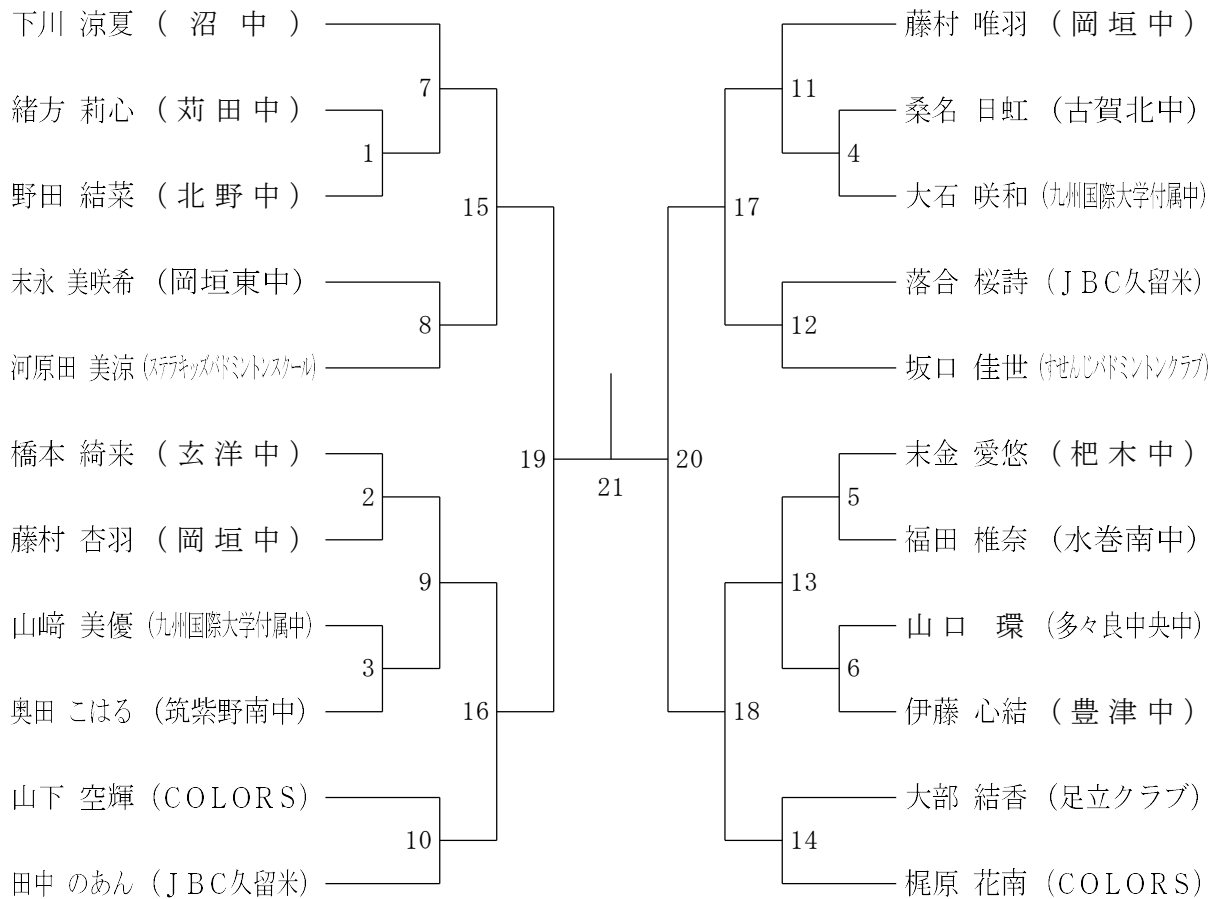 下川 涼夏 (沼中)
7
緒方 莉心 (苅田中)
1
野田 結菜 (北野中)
15
末永 美咲希 (岡垣東中)
8
河原田 美涼 (ステラキッズバドミントンスクール)
19
橋本 綺来 (玄洋中)
2
藤村 杏羽 (岡垣中)
9
山﨑 美優 (九州国際大学付属中)
3
奥田 こはる (筑紫野南中)
16
山下 空輝 (COLORS)
10
田中 のあん (JBC久留米)
21
藤村 唯羽 (岡垣中)
11
桑名 日虹 (古賀北中)
4
大石 咲和 (九州国際大学付属中)
17
落合 桜詩 (JBC久留米)
12
坂口 佳世 (すせんじバドミントンクラブ)
20
末金 愛悠 (杷木中)
5
福田 椎奈 (水巻南中)
13
山口 環 (多々良中央中)
6
伊藤 心結 (豊津中)
18
大部 結香 (足立クラブ)
14
梶原 花南 (COLORS)